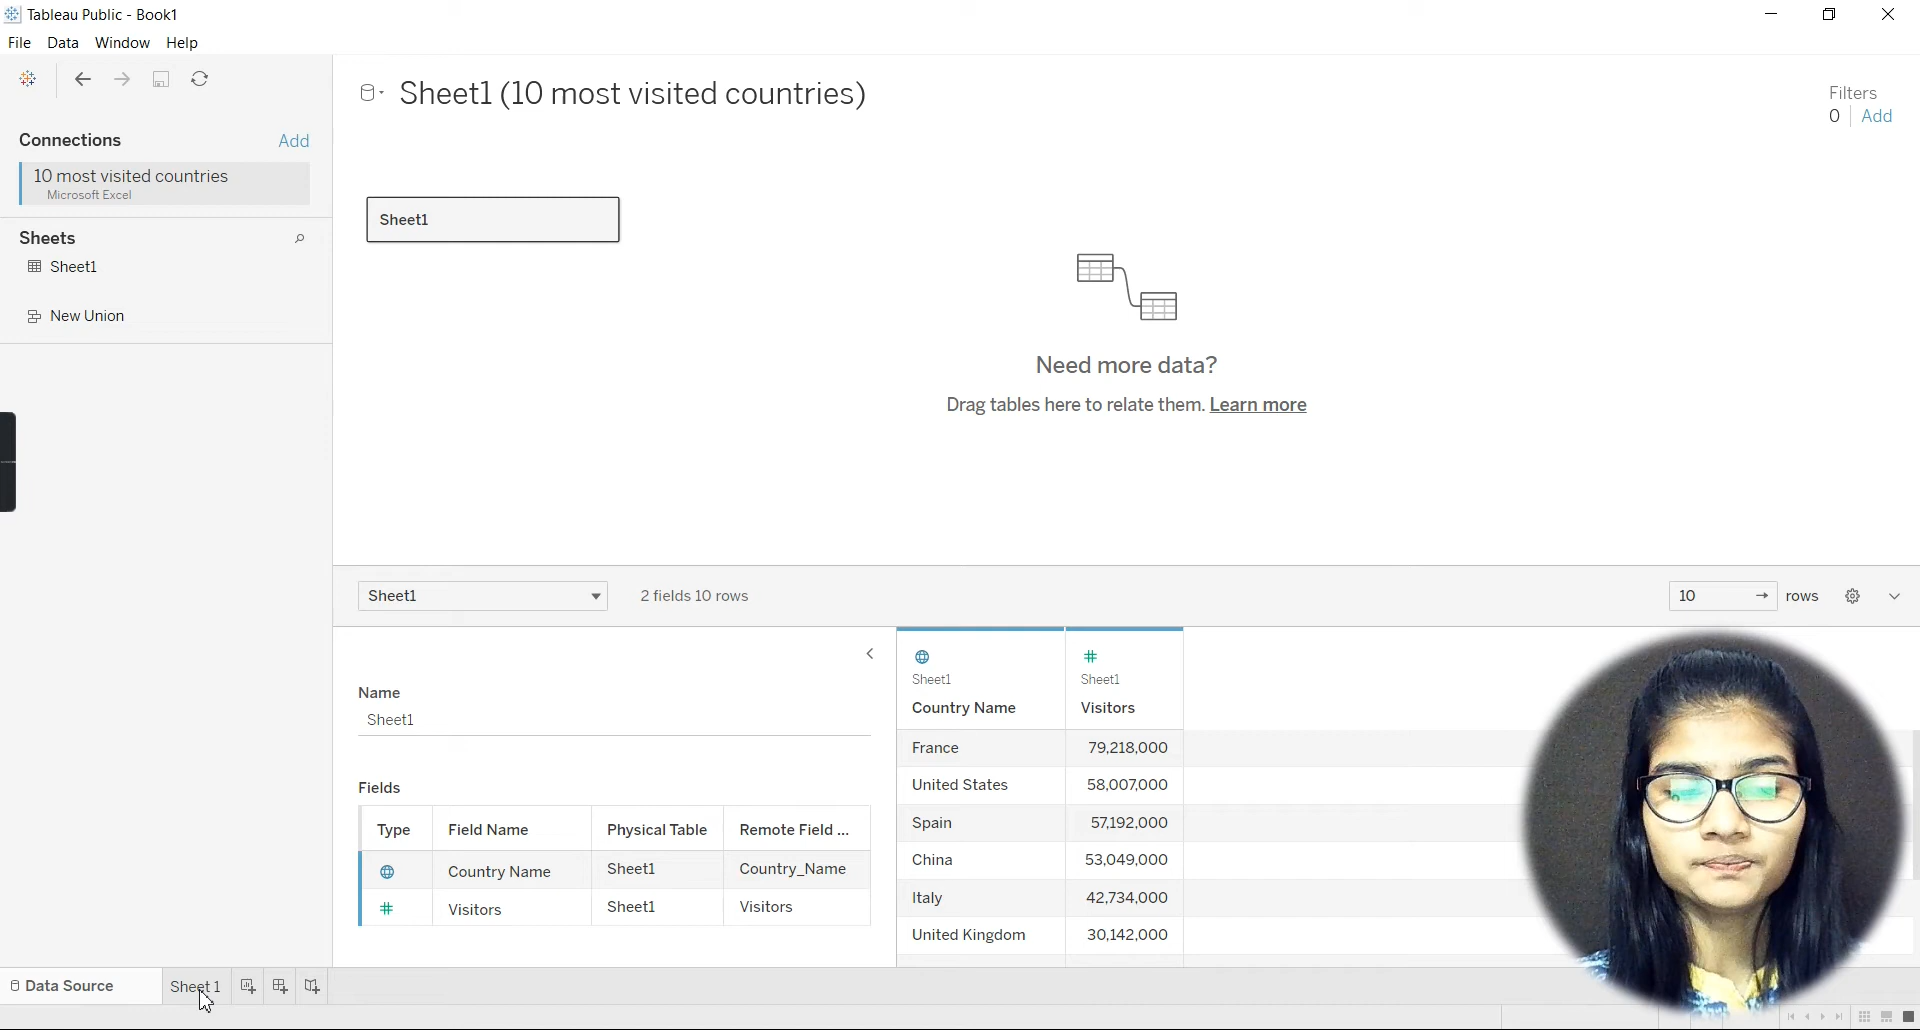 Tableau Public - Book1
File Data Window Help
Connections Add
10 most visited countries
Microsoft Excel
Sheets
Sheet1
New Union
Sheet1 (10 most visited countries)
Filters
0 Add
Sheet1
Need more data?
Drag tables here to relate them. Learn more
Sheet1 2 fields 10 rows 10 rows
Name
Sheet1
Fields
Type Field Name Physical Table Remote Field ...
Country Name Sheet1 Country_Name
# Visitors Sheet1 Visitors
#
Sheet1 Sheet1
Country Name Visitors
France 79,218,000
United States 58,007,000
Spain 57,192,000
China 53,049,000
Italy 42,734,000
United Kingdom 30,142,000
Data Source Sheet 1